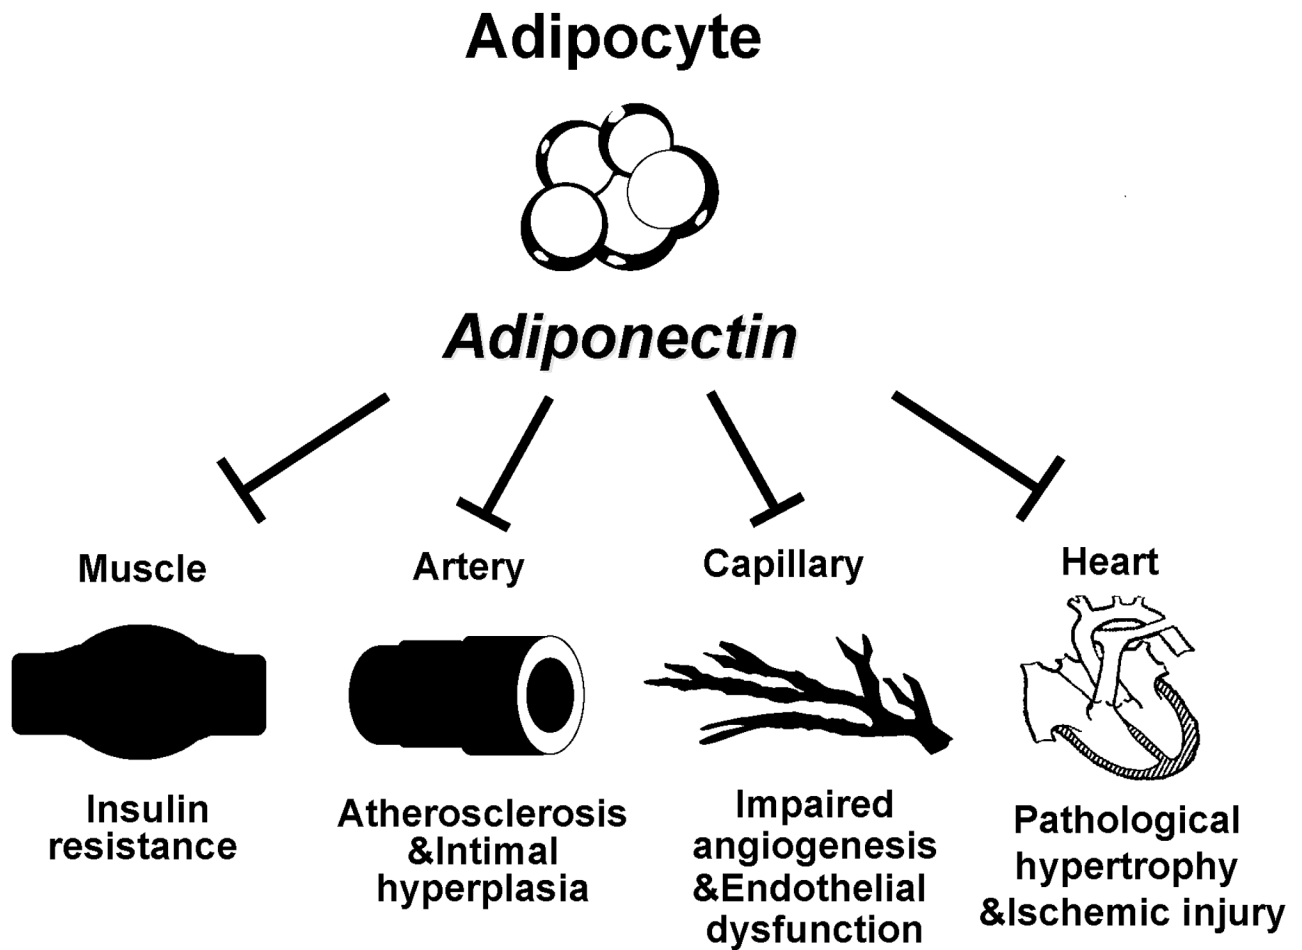 Adipocyte
Adiponectin
Muscle
Artery
Capillary
Heart
Insulin
resistance
Atherosclerosis
&Intimal
hyperplasia
Impaired
angiogenesis
&Endothelial
dysfunction
Pathological
hypertrophy
&Ischemic injury